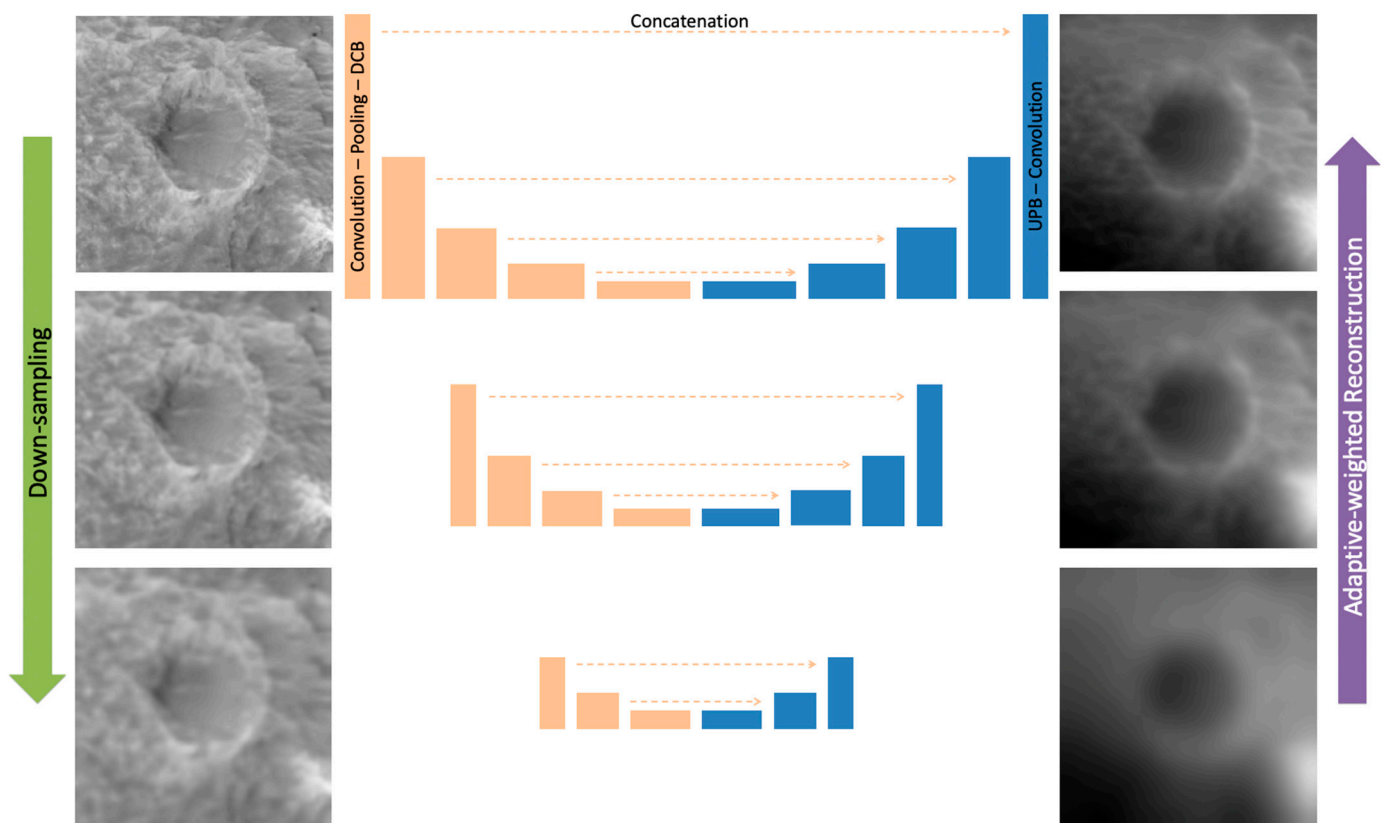 Concatenation
Down-sampling
Convolution – Pooling – DCB
UPB – Convolution
Adaptive-weighted Reconstruction